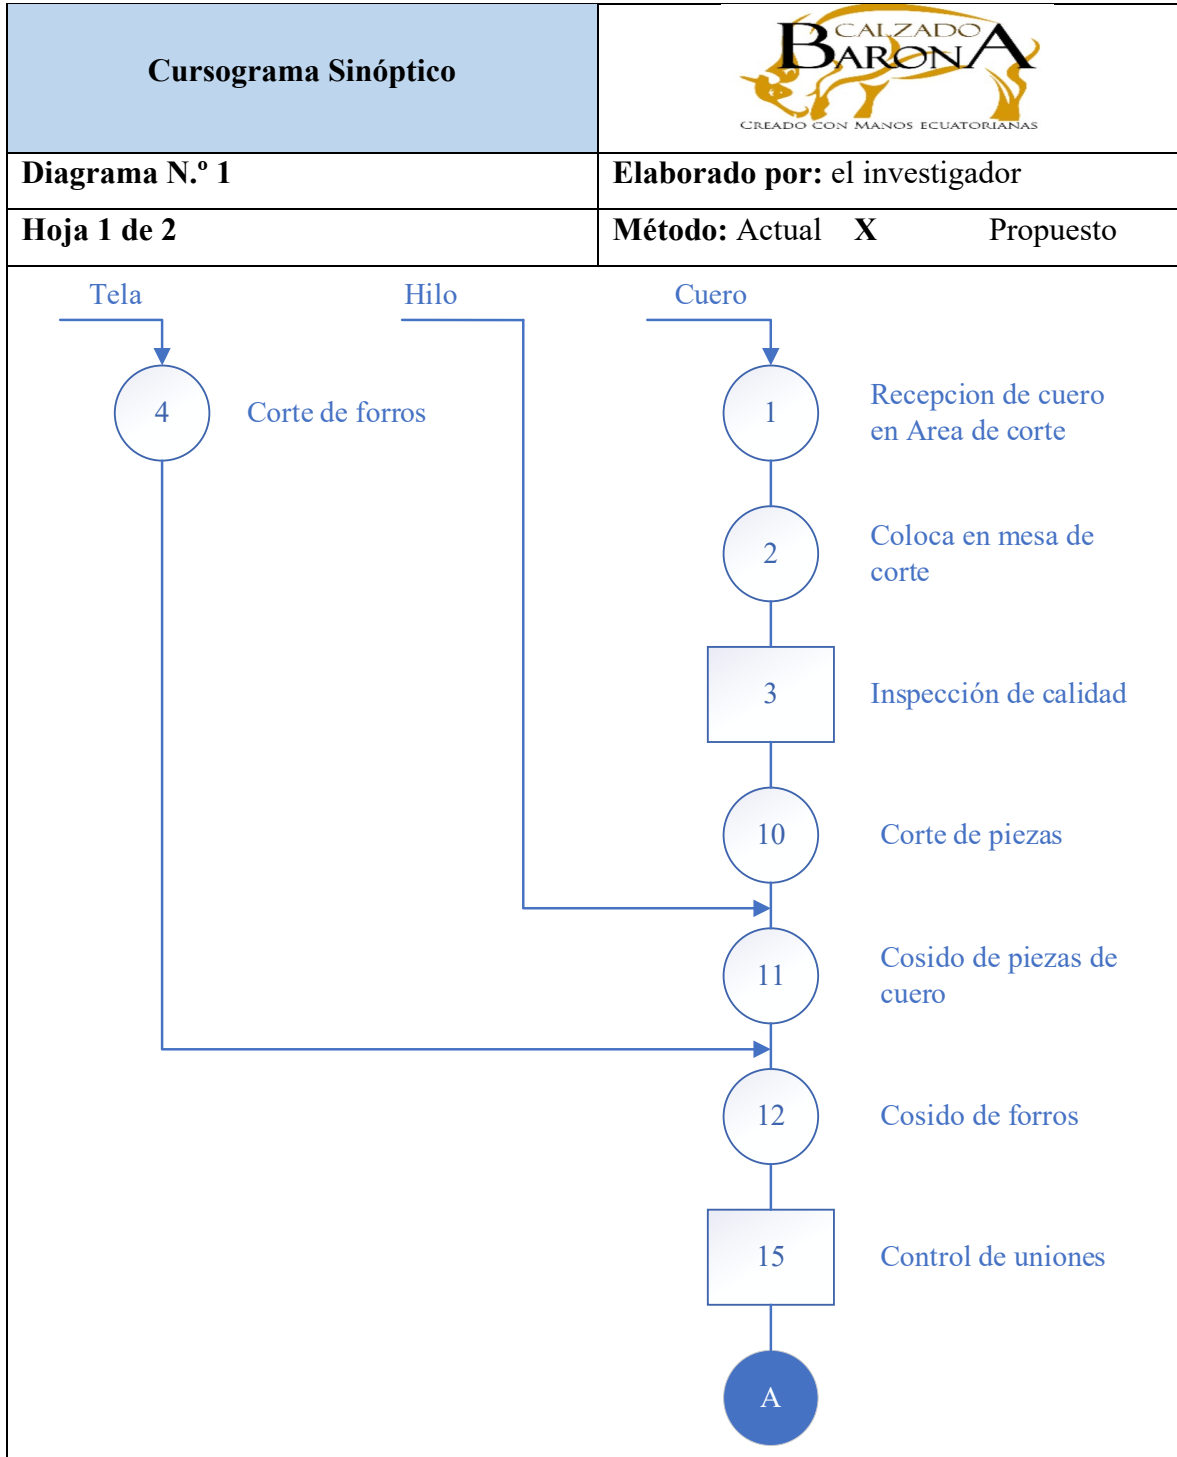 Cursograma Sinóptico
CALZADO
BARONA
CREADO CON MANOS ECUATORIANAS
Diagrama N.º 1
Elaborado por: el investigador
Hoja 1 de 2
Método: Actual X Propuesto
Tela
Hilo
Cuero
4
Corte de forros
1
Recepcion de cuero
en Area de corte
2
Coloca en mesa de
corte
3
Inspección de calidad
10
Corte de piezas
11
Cosido de piezas de
cuero
12
Cosido de forros
15
Control de uniones
A